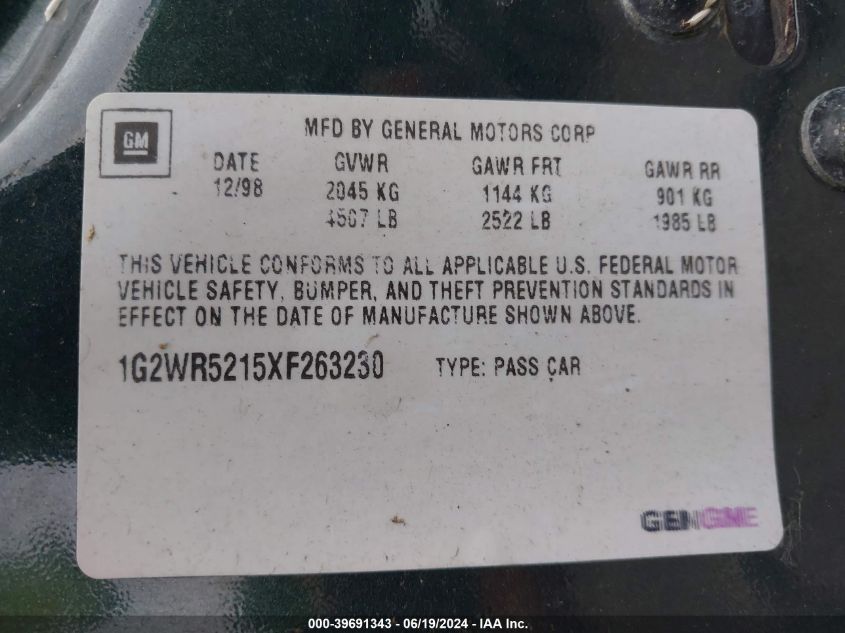 GM
MFD BY GENERAL MOTORS CORP
DATE GVWR GAWR FRT GAWR RR
12/98 2045 KG 1144 KG 901 KG
4507 LB 2522 LB 1985 LB
THIS VEHICLE CONFORMS TO ALL APPLICABLE U.S. FEDERAL MOTOR
VEHICLE SAFETY, BUMPER, AND THEFT PREVENTION STANDARDS IN
EFFECT ON THE DATE OF MANUFACTURE SHOWN ABOVE.
1G2WR5215XF263230 TYPE: PASS CAR
000-39691343 / 06/19/2024 - IAA Inc.